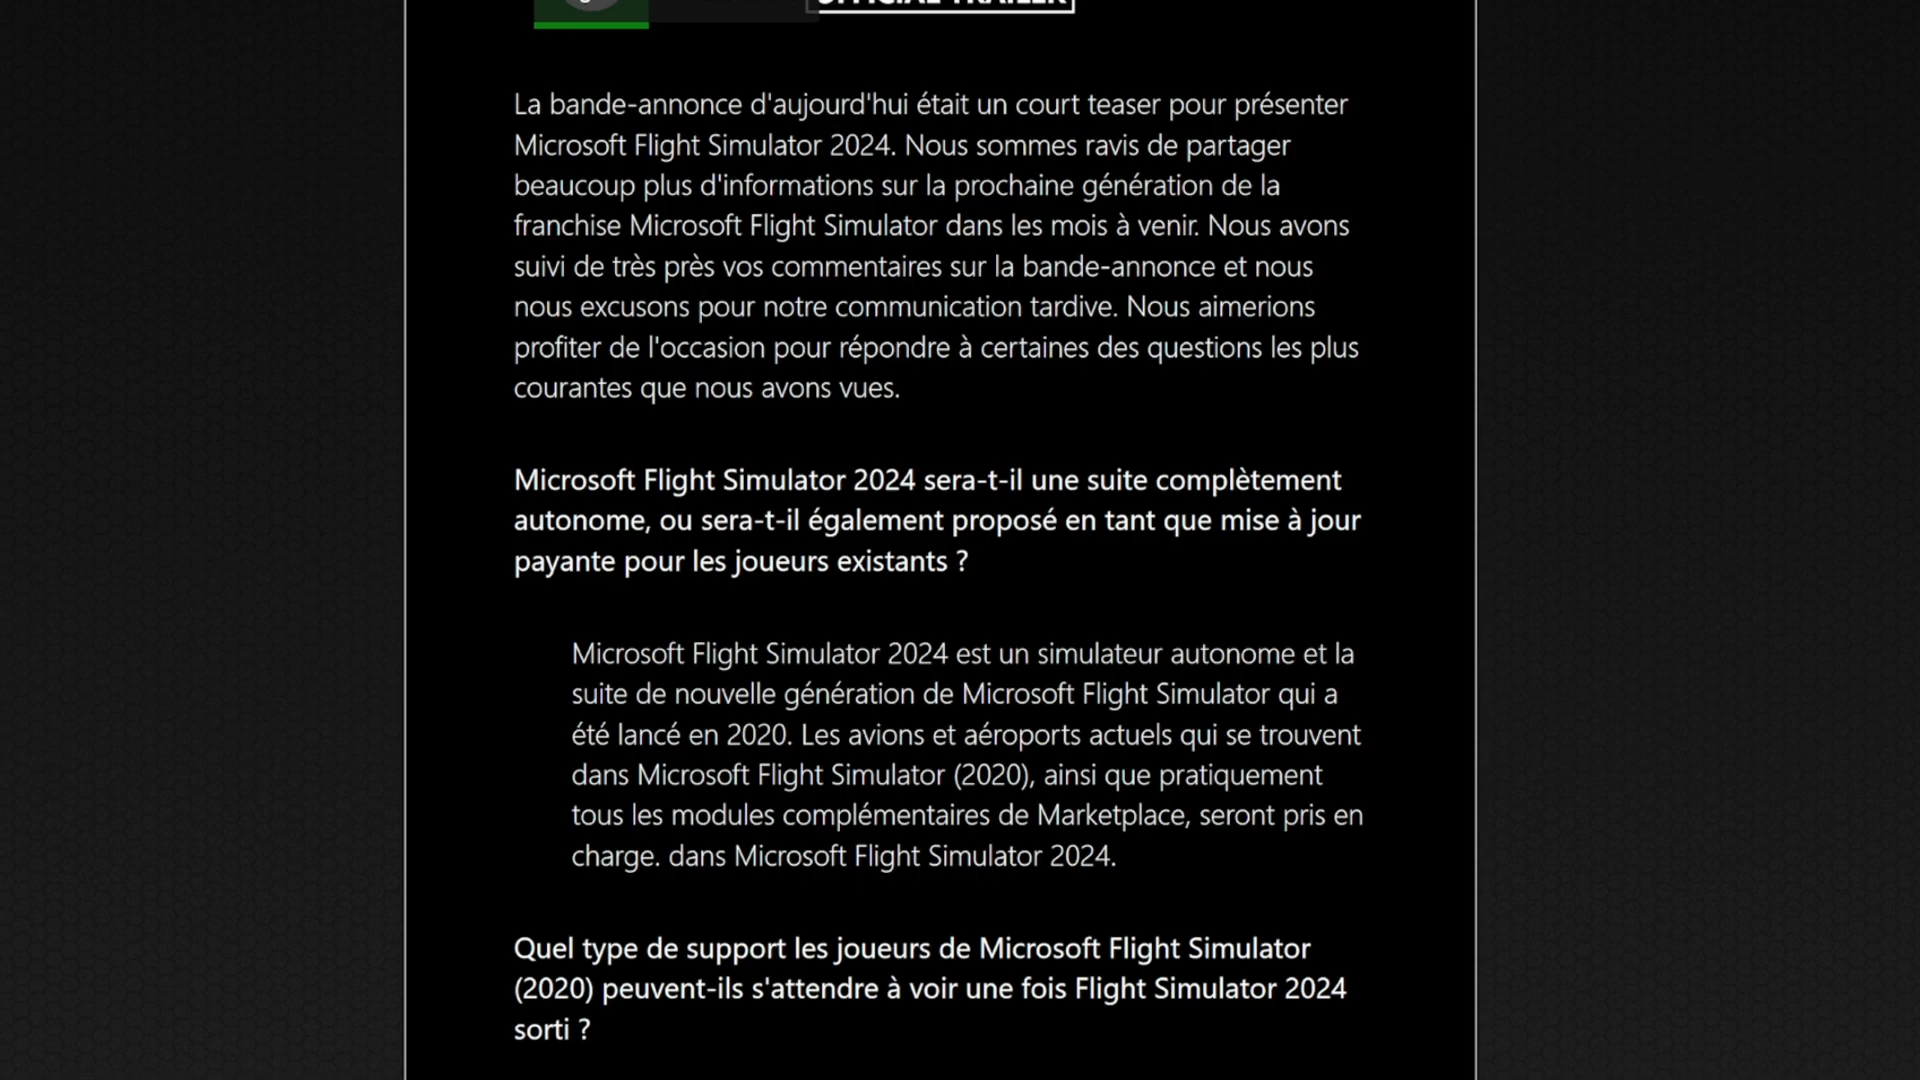 OFFICIAL TRAILER
La bande-annonce d'aujourd'hui était un court teaser pour présenter
Microsoft Flight Simulator 2024. Nous sommes ravis de partager
beaucoup plus d'informations sur la prochaine génération de la
franchise Microsoft Flight Simulator dans les mois à venir. Nous avons
suivi de très près vos commentaires sur la bande-annonce et nous
nous excusons pour notre communication tardive. Nous aimerions
profiter de l'occasion pour répondre à certaines des questions les plus
courantes que nous avons vues.
Microsoft Flight Simulator 2024 sera-t-il une suite complètement
autonome, ou sera-t-il également proposé en tant que mise à jour
payante pour les joueurs existants ?
Microsoft Flight Simulator 2024 est un simulateur autonome et la
suite de nouvelle génération de Microsoft Flight Simulator qui a
été lancé en 2020. Les avions et aéroports actuels qui se trouvent
dans Microsoft Flight Simulator (2020), ainsi que pratiquement
tous les modules complémentaires de Marketplace, seront pris en
charge. dans Microsoft Flight Simulator 2024.
Quel type de support les joueurs de Microsoft Flight Simulator
(2020) peuvent-ils s'attendre à voir une fois Flight Simulator 2024
sorti ?